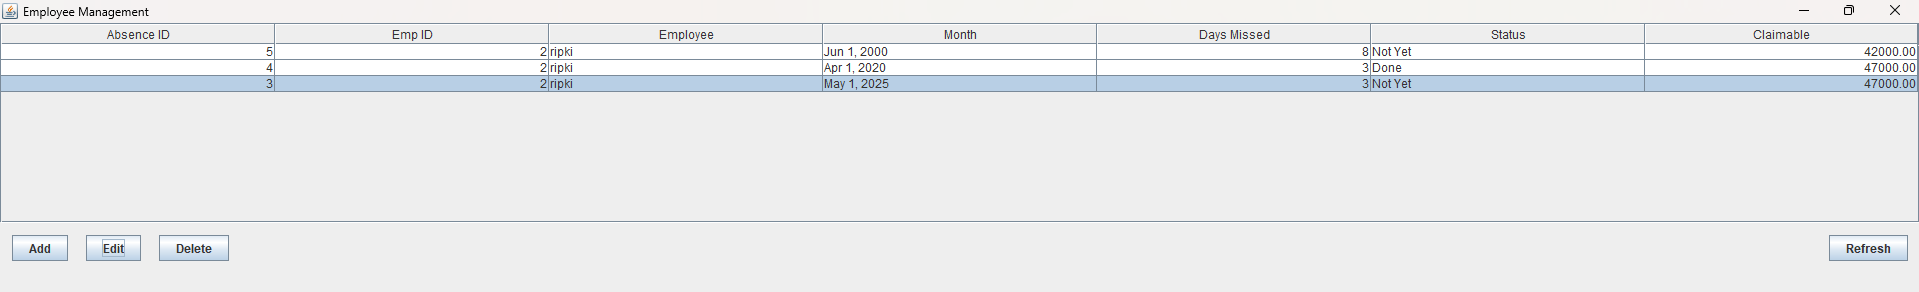 Employee Management
Absence ID Emp ID Employee Month Days Missed Status Claimable
5 2 ripki Jun 1, 2000 8 Not Yet 42000.00
4 2 ripki Apr 1, 2020 3 Done 47000.00
3 2 ripki May 1, 2025 3 Not Yet 47000.00
Add Edit Delete Refresh